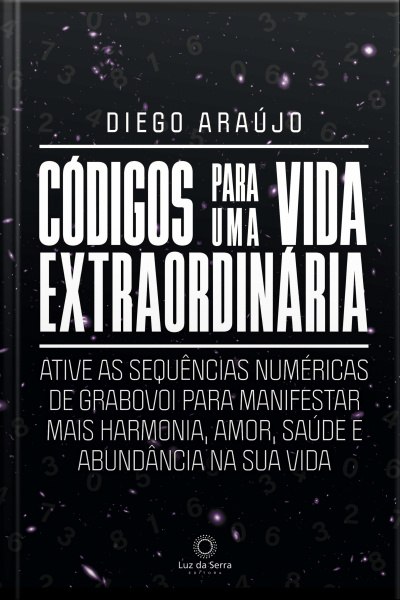 DIEGO ARAÚJO
CÓDIGOS PARA UMA VIDA
EXTRAORDINÁRIA
ATIVE AS SEQUÊNCIAS NUMÉRICAS
DE GRABOVOI PARA MANIFESTAR
MAIS HARMONIA, AMOR, SAÚDE E
ABUNDÂNCIA NA SUA VIDA
Luz da Serra
EDITORA